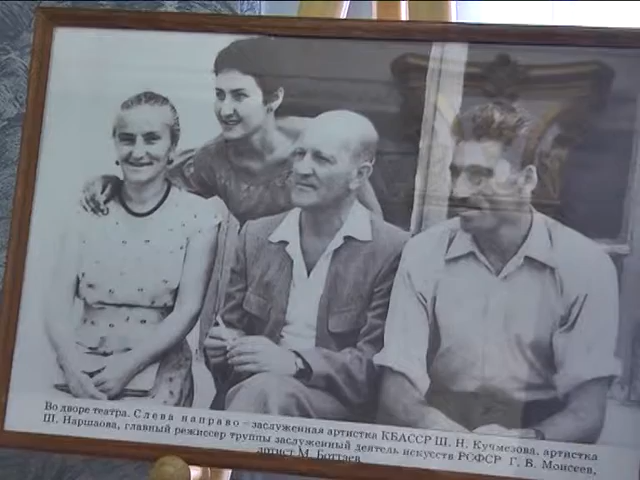 Во дворе театра. Слева направо — заслуженная артистка КБАССР Ш. Н. Кучмезова, артистка
Ш. Наршаова, главный режиссер труппы заслуженный деятель искусств РСФСР Г. В. Моисеев,
артист М. Боттаев